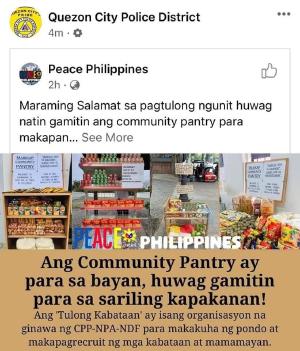 Quezon City Police District
4m
Peace Philippines
2h
Maraming Salamat sa pagtulong ngunit huwag
natin gamitin ang community pantry para
makapan... See More
PEACE PHILIPPINES
Ang Community Pantry ay
para sa bayan, huwag gamitin
para sa sariling kapakanan!
Ang 'Tulong Kabataan' ay isang organisasyon na
ginawa ng CPP-NPA-NDF para makakuha ng pondo at
makapagrecruit ng mga kabataan at mamamayan.